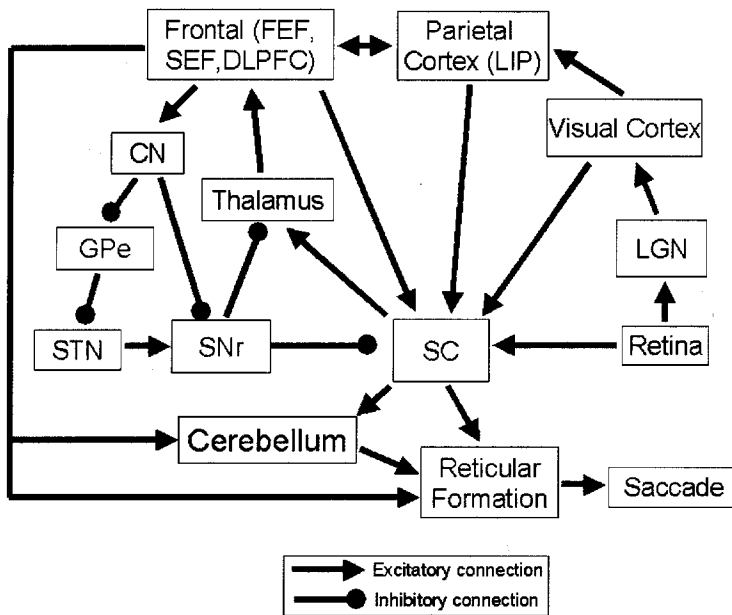 Frontal (FEF,
SEF,DLPFC)
Parietal
Cortex (LIP)
Visual Cortex
CN
Thalamus
GPe
LGN
STN
SNr
SC
Retina
Cerebellum
Reticular
Formation
Saccade
Excitatory connection
Inhibitory connection